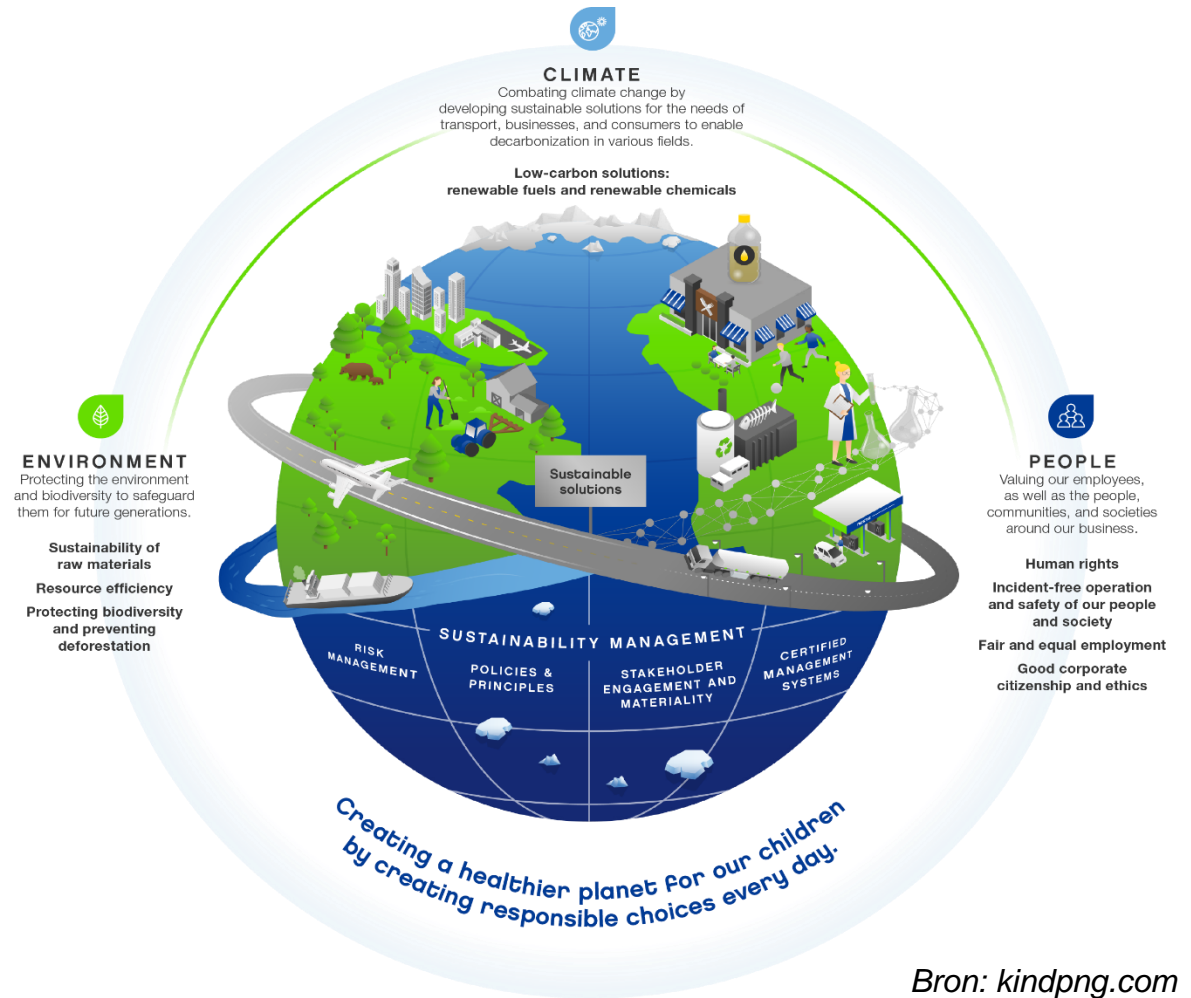 CLIMATE
Combating climate change by
developing sustainable solutions for the needs of
transport, businesses, and consumers to enable
decarbonization in various fields.
Low-carbon solutions:
renewable fuels and renewable chemicals
ENVIRONMENT
Protecting the environment
and biodiversity to safeguard
them for future generations.
Sustainability of
raw materials
Resource efficiency
Protecting biodiversity
and preventing
deforestation
Sustainable
solutions
PEOPLE
Valuing our employees,
as well as the people,
communities, and societies
around our business.
Human rights
Incident-free operation
and safety of our people
and society
Fair and equal employment
Good corporate
citizenship and ethics
SUSTAINABILITY MANAGEMENT
RISK
MANAGEMENT
POLICIES &
PRINCIPLES
STAKEHOLDER
ENGAGEMENT AND
MATERIALITY
CERTIFIED
MANAGEMENT
SYSTEMS
Creating a healthier planet for our children
by creating responsible choices every day.
Bron: kindpng.com